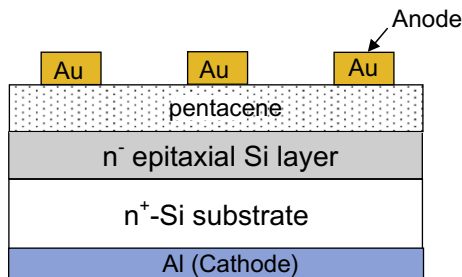 Anode
Au Au Au
pentacene
n⁻ epitaxial Si layer
n⁺-Si substrate
Al (Cathode)